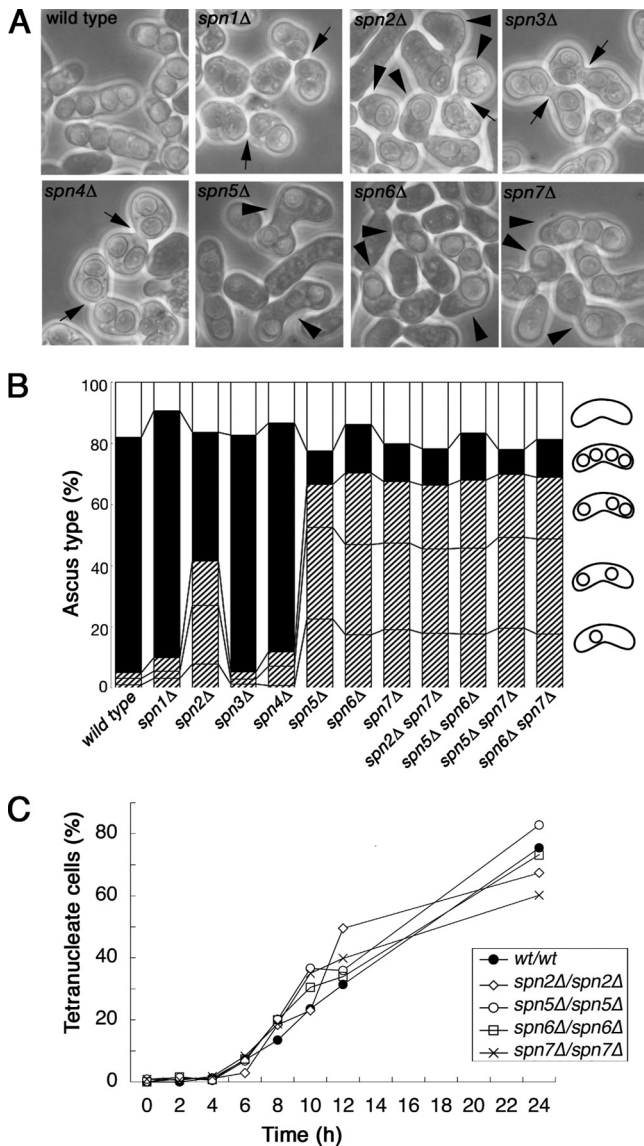 A
wild type
spn1Δ
spn2Δ
spn3Δ
spn4Δ
spn5Δ
spn6Δ
spn7Δ
B
Ascus type (%)
100
80
60
40
20
0
wild type
spn1Δ
spn2Δ
spn3Δ
spn4Δ
spn5Δ
spn6Δ
spn7Δ
spn2Δ spn7Δ
spn5Δ spn6Δ
spn5Δ spn7Δ
spn6Δ spn7Δ
C
Tetranucleate cells (%)
80
60
40
20
0
wt/wt
spn2Δ/spn2Δ
spn5Δ/spn5Δ
spn6Δ/spn6Δ
spn7Δ/spn7Δ
0 2 4 6 8 10 12 14 16 18 20 22 24
Time (h)